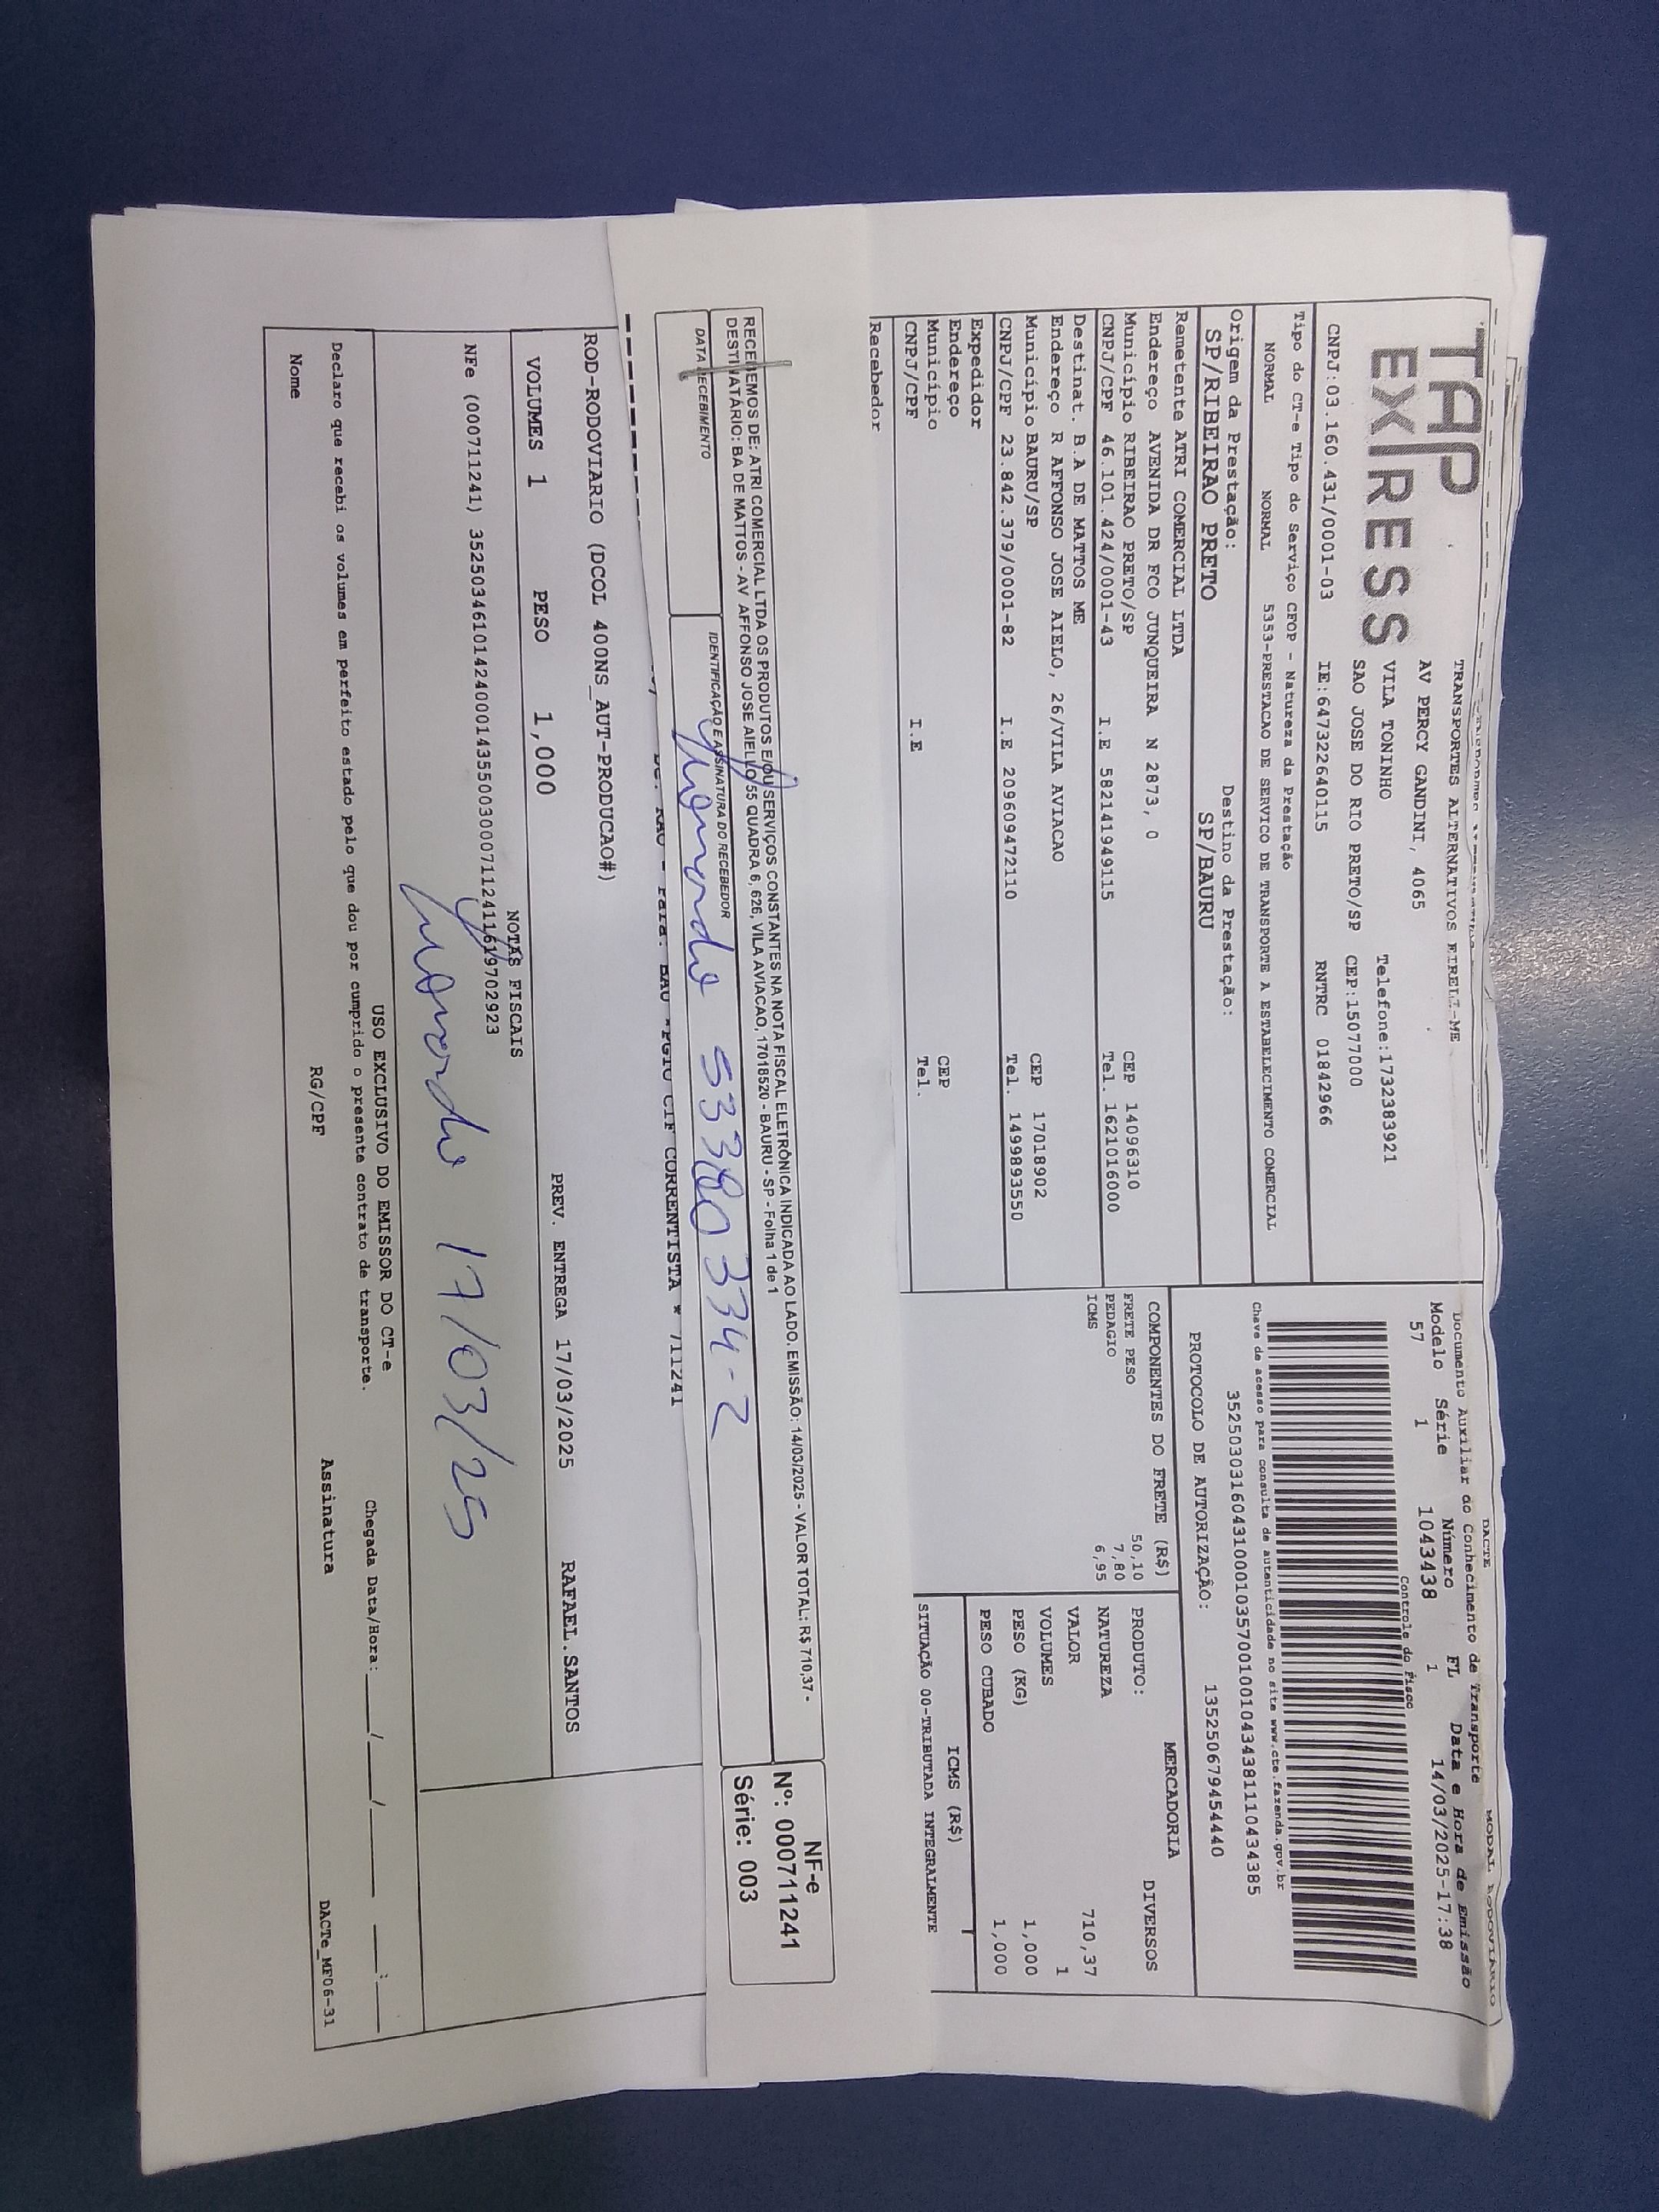 DACTE
MODAL RODOVIÁRIO
TAP
EXPRESS
TRANSPORTES ALTERNATIVOS EIRELI-ME
AV PERCY GANDINI, 4065
VILA TONINHO
Telefone:1732383921
SAO JOSE DO RIO PRETO/SP CEP:15077000
CNPJ:03.160.431/0001-03 IE:647322640115 RNTRC 01842966
Documento Auxiliar do Conhecimento de Transporte
Modelo Série Número FL Data e Hora de Emissão
57 1 1043438 1 14/03/2025-17:38
Controle do Fisco
Chave de acesso para consulta de autenticidade no site www.cte.fazenda.gov.br
35250303160431000103570010010434381110434385
PROTOCOLO DE AUTORIZAÇÃO: 135250679454440
Tipo do CT-e Tipo do Serviço CFOP - Natureza da Prestação
NORMAL NORMAL 5353-PRESTACAO DE SERVICO DE TRANSPORTE A ESTABELECIMENTO COMERCIAL
Origem da Prestação: Destino da Prestação:
SP/RIBEIRAO PRETO SP/BAURU
Remetente ATRI COMERCIAL LTDA
Endereço AVENIDA DR FCO JUNQUEIRA N 2873, 0
Município RIBEIRAO PRETO/SP CEP 14096310
CNPJ/CPF 46.101.424/0001-43 I.E 582141949115 Tel. 1621016000
Destinat. B.A DE MATTOS ME
Endereço R AFFONSO JOSE AIELO, 26/VILA AVIACAO
Município BAURU/SP CEP 17018902
CNPJ/CPF 23.842.379/0001-82 I.E 209609472110 Tel. 1499893550
Expedidor
Endereço
Município CEP
CNPJ/CPF I.E Tel.
Recebedor
COMPONENTES DO FRETE (R$)
FRETE PESO 50,10
PEDAGIO 7,80
ICMS 6,95
MERCADORIA
PRODUTO: DIVERSOS
NATUREZA
VALOR 710,37
VOLUMES 1
PESO (KG) 1,000
PESO CUBADO 1,000
ICMS (R$)
SITUAÇÃO 00-TRIBUTADA INTEGRALMENTE
RECEBEMOS DE: ATRI COMERCIAL LTDA OS PRODUTOS E/OU SERVIÇOS CONSTANTES NA NOTA FISCAL ELETRÔNICA INDICADA AO LADO. EMISSÃO: 14/03/2025 - VALOR TOTAL: R$ 710,37 -
DESTINATÁRIO: BA DE MATTOS - AV AFFONSO JOSE AIELLO 55 QUADRA 6, 626, VILA AVIACAO, 17018520 - BAURU - SP - Folha 1 de 1
DATA RECEBIMENTO
IDENTIFICAÇÃO E ASSINATURA DO RECEBEDOR
NF-e
Nº: 000711241
Série: 003
CIF CORRENTISTA * 711241
ROD-RODOVIARIO (DCOL 400NS_AUT-PRODUCAO#)
VOLUMES 1 PESO 1,000 PREV. ENTREGA 17/03/2025 RAFAEL.SANTOS
NOTAS FISCAIS
NFe (000711241) 35250346101424000143550030007112411619702923
17/03/25
USO EXCLUSIVO DO EMISSOR DO CT-e
Declaro que recebi os volumes em perfeito estado pelo que dou por cumprido o presente contrato de transporte.
Chegada Data/Hora:____/____/______ ___:___
Nome RG/CPF Assinatura
DACTe_MF06-31